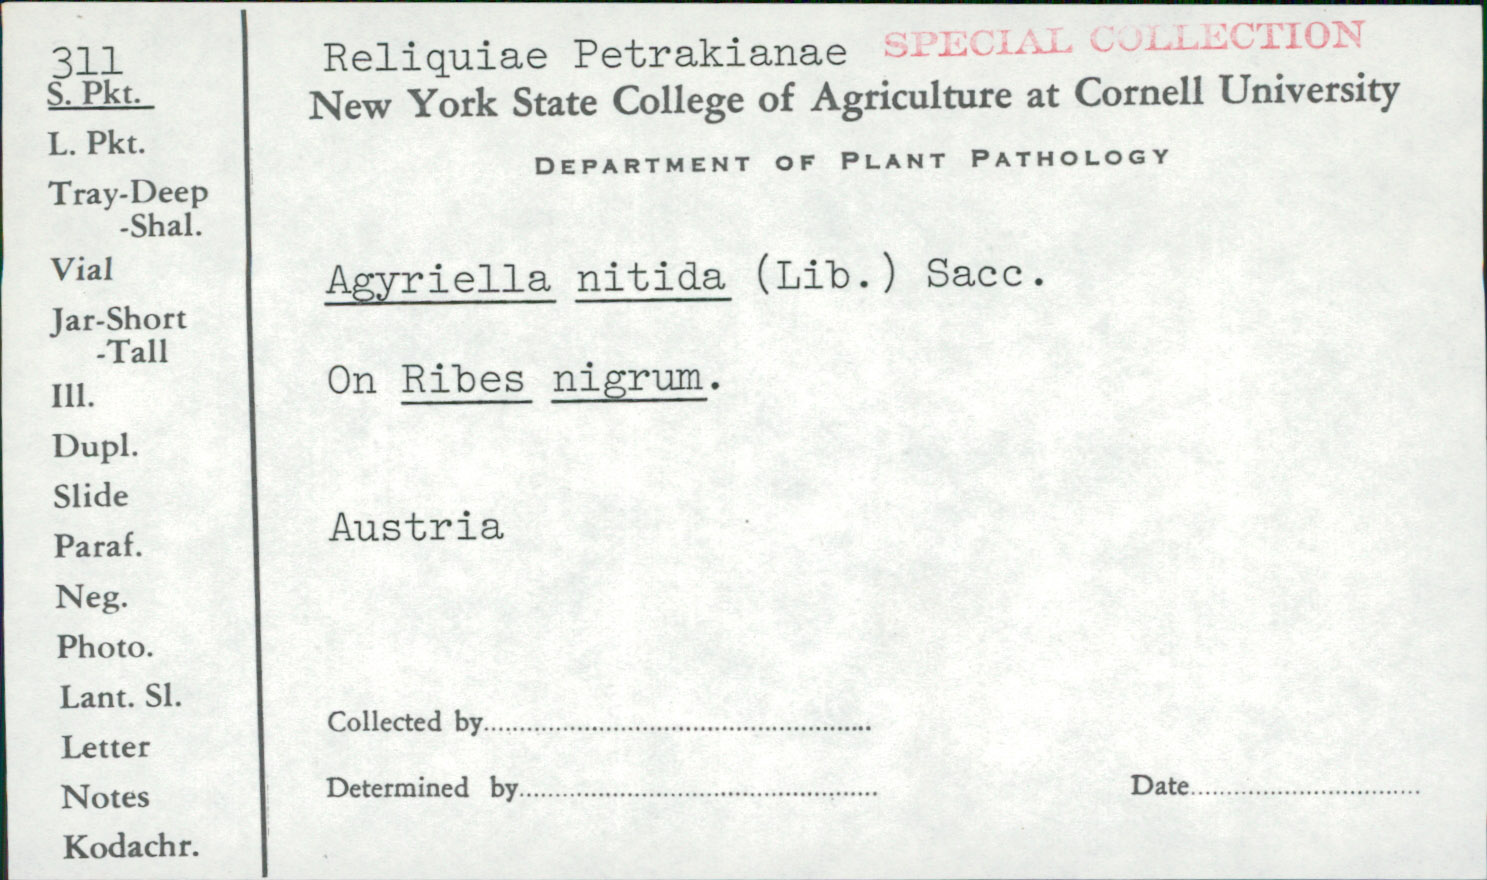 311
S. Pkt.
L. Pkt.
Tray-Deep
-Shal.
Vial
Jar-Short
-Tall
Ill.
Dupl.
Slide
Paraf.
Neg.
Photo.
Lant. Sl.
Letter
Notes
Kodachr.
Reliquiae Petrakianae SPECIAL COLLECTION
New York State College of Agriculture at Cornell University
DEPARTMENT OF PLANT PATHOLOGY
Agyriella nitida (Lib.) Sacc.
On Ribes nigrum.
Austria
Collected by
Determined by Date